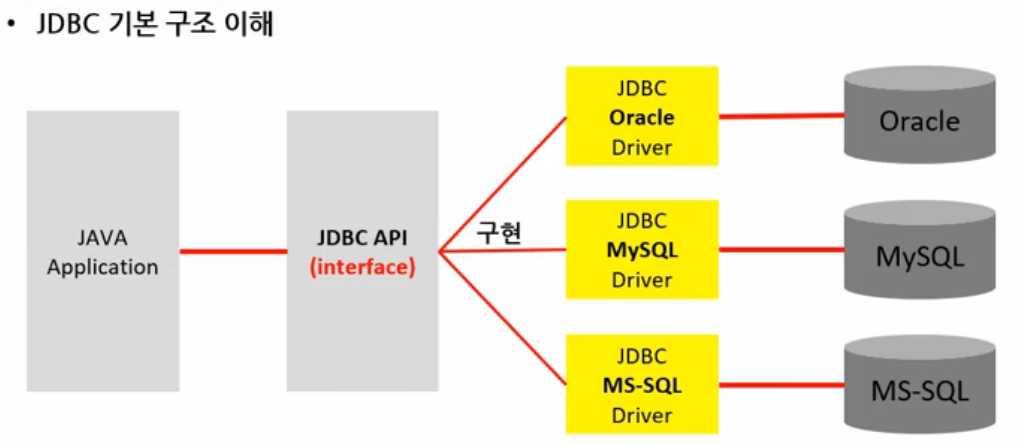 • JDBC 기본 구조 이해
JAVA
Application
JDBC API
(interface)
구현
JDBC
Oracle
Driver
Oracle
JDBC
MySQL
Driver
MySQL
JDBC
MS-SQL
Driver
MS-SQL